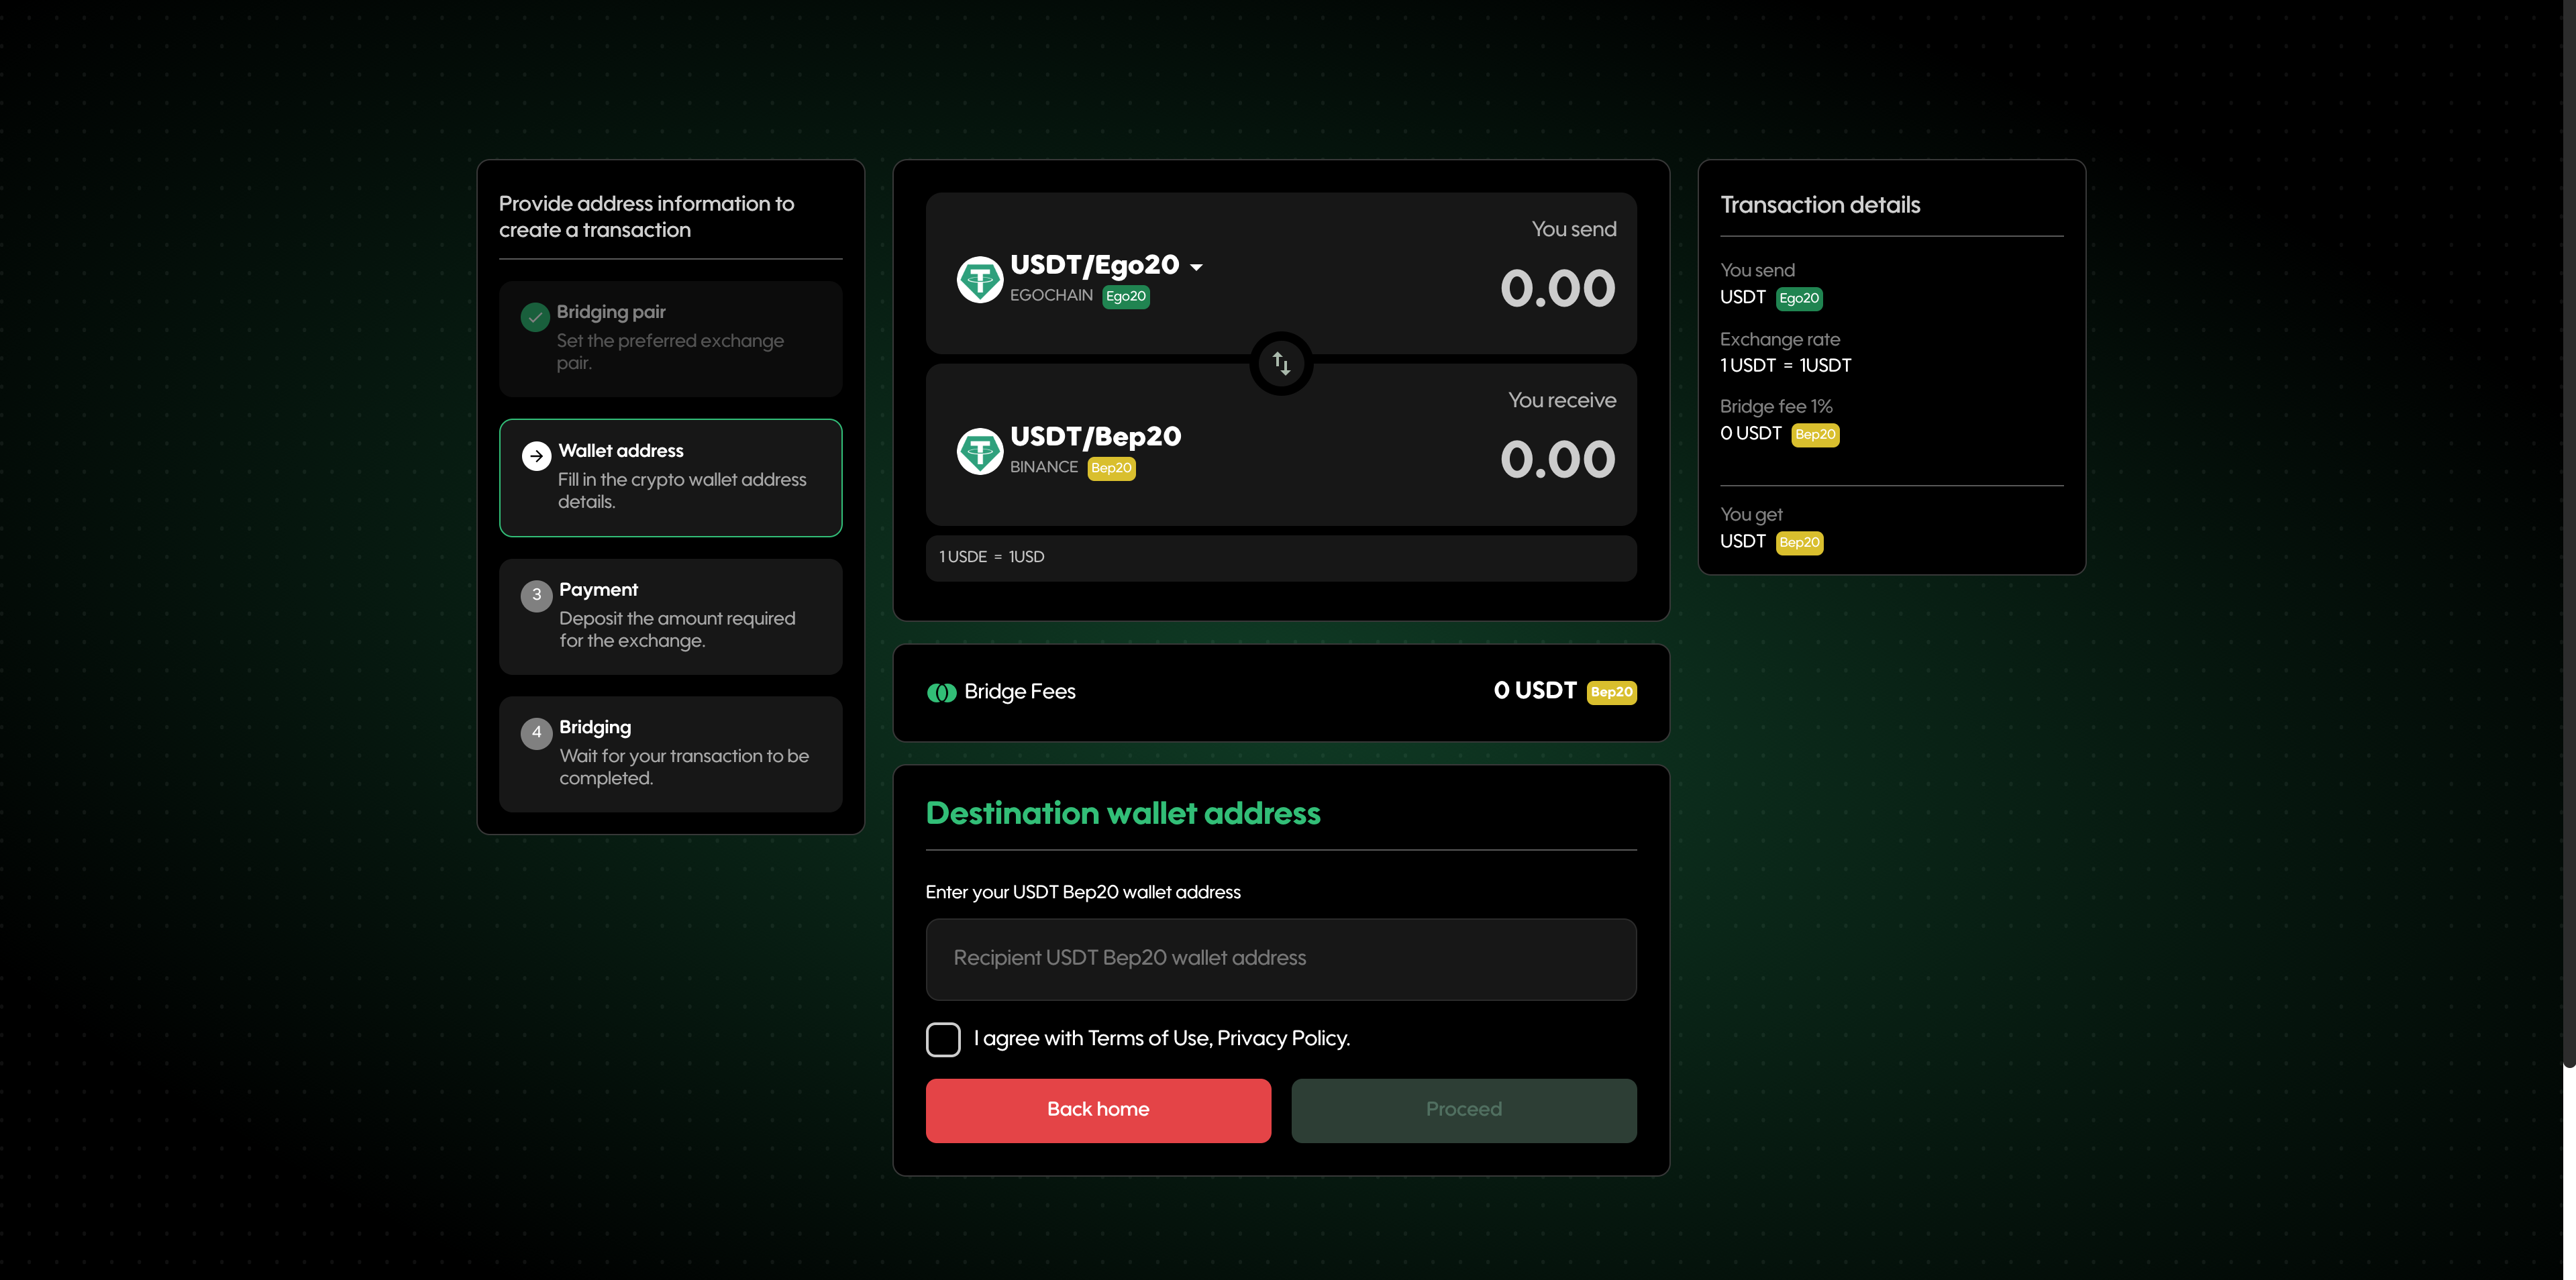 Provide address information to
create a transaction
Bridging pair
Set the preferred exchange
pair.
Wallet address
Fill in the crypto wallet address
details.
3
Payment
Deposit the amount required
for the exchange.
4
Bridging
Wait for your transaction to be
completed.
You send
USDT/Ego20
EGOCHAIN Ego20
0.00
You receive
USDT/Bep20
BINANCE Bep20
0.00
1 USDE = 1USD
Bridge Fees
0 USDT Bep20
Destination wallet address
Enter your USDT Bep20 wallet address
Recipient USDT Bep20 wallet address
I agree with Terms of Use, Privacy Policy.
Back home
Proceed
Transaction details
You send
USDT Ego20
Exchange rate
1 USDT = 1USDT
Bridge fee 1%
0 USDT Bep20
You get
USDT Bep20